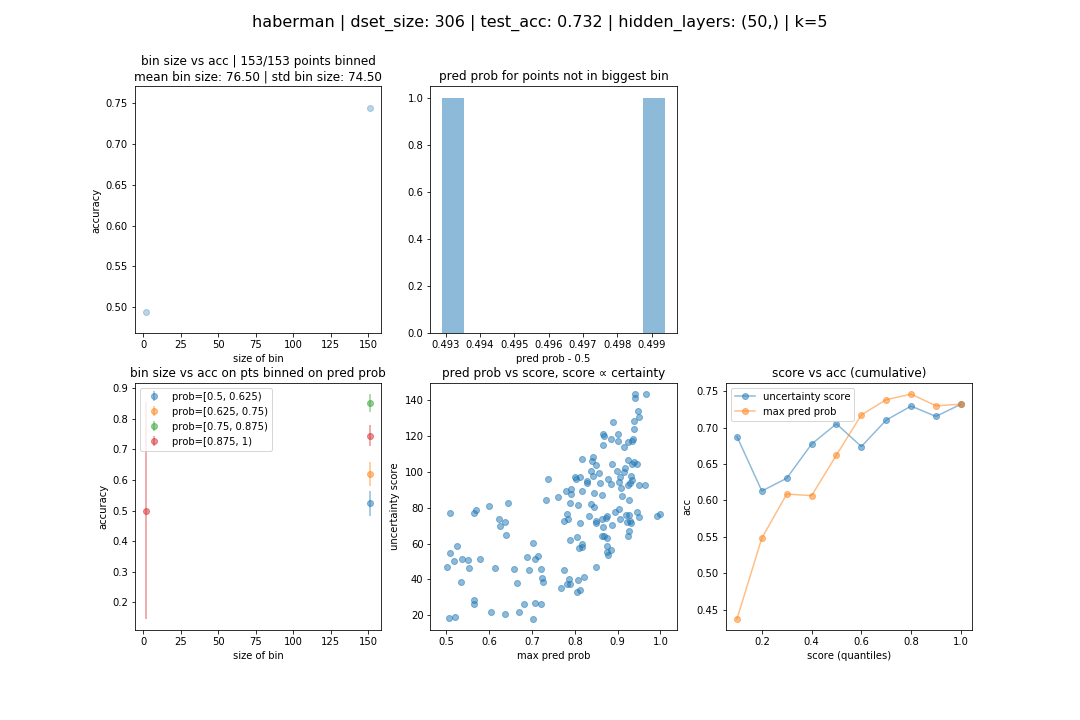 haberman | dset_size: 306 | test_acc: 0.732 | hidden_layers: (50,) | k=5
bin size vs acc | 153/153 points binned
mean bin size: 76.50 | std bin size: 74.50
0.75
0.70
0.65
0.60
0.55
0.50
accuracy
0 25 50 75 100 125 150
size of bin
pred prob for points not in biggest bin
1.0
0.8
0.6
0.4
0.2
0.0
0.493 0.494 0.495 0.496 0.497 0.498 0.499
pred prob - 0.5
bin size vs acc on pts binned on pred prob
0.9
0.8
0.7
0.6
0.5
0.4
0.3
0.2
accuracy
prob=[0.5, 0.625)
prob=[0.625, 0.75)
prob=[0.75, 0.875)
prob=[0.875, 1)
0 25 50 75 100 125 150
size of bin
pred prob vs score, score ∝ certainty
140
120
100
80
60
40
20
uncertainty score
0.5 0.6 0.7 0.8 0.9 1.0
max pred prob
score vs acc (cumulative)
0.75
0.70
0.65
0.60
0.55
0.50
0.45
acc
uncertainty score
max pred prob
0.2 0.4 0.6 0.8 1.0
score (quantiles)